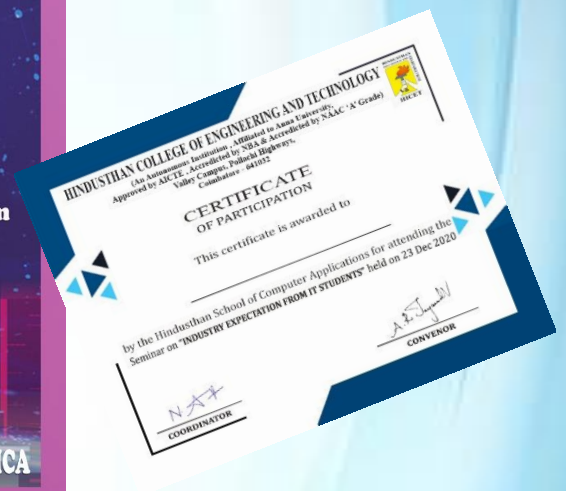 HINDUSTHAN COLLEGE OF ENGINEERING AND TECHNOLOGY
(An Autonomous Institution , Affiliated to Anna University,
Approved by AICTE , Accredicted by NBA & Accredicted by NAAC 'A' Grade)
Valley Campus, Pollachi Highways,
Coimbatore - 641032
HICET
CERTIFICATE
OF PARTICIPATION
This certificate is awarded to
by the Hindusthan School of Computer Applications for attending the
Seminar on "INDUSTRY EXPECTATION FROM IT STUDENTS" held on 23 Dec 2020
COORDINATOR
CONVENOR